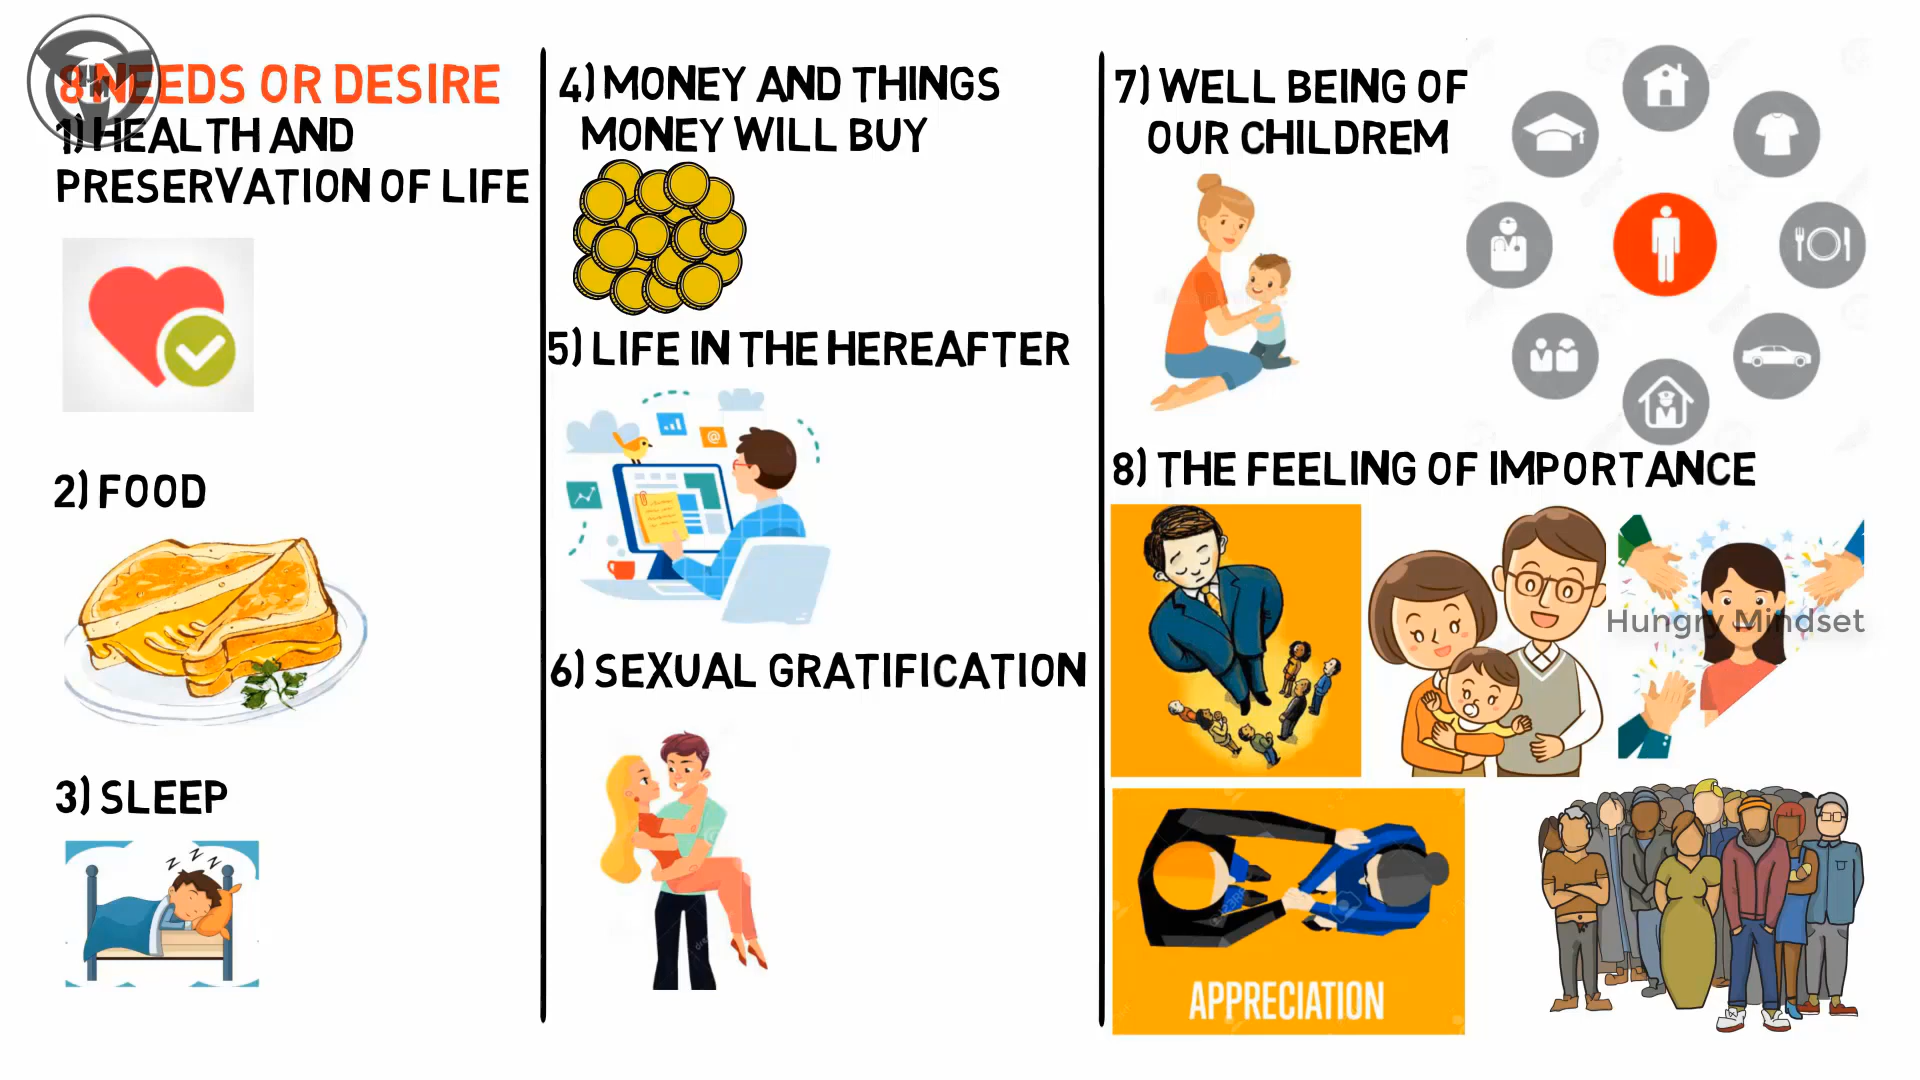 8 NEEDS OR DESIRE
1) HEALTH AND
PRESERVATION OF LIFE
2) FOOD
3) SLEEP
Z Z Z
4) MONEY AND THINGS
MONEY WILL BUY
5) LIFE IN THE HEREAFTER
@
6) SEXUAL GRATIFICATION
7) WELL BEING OF
OUR CHILDREM
8) THE FEELING OF IMPORTANCE
Hungry Mindset
APPRECIATION